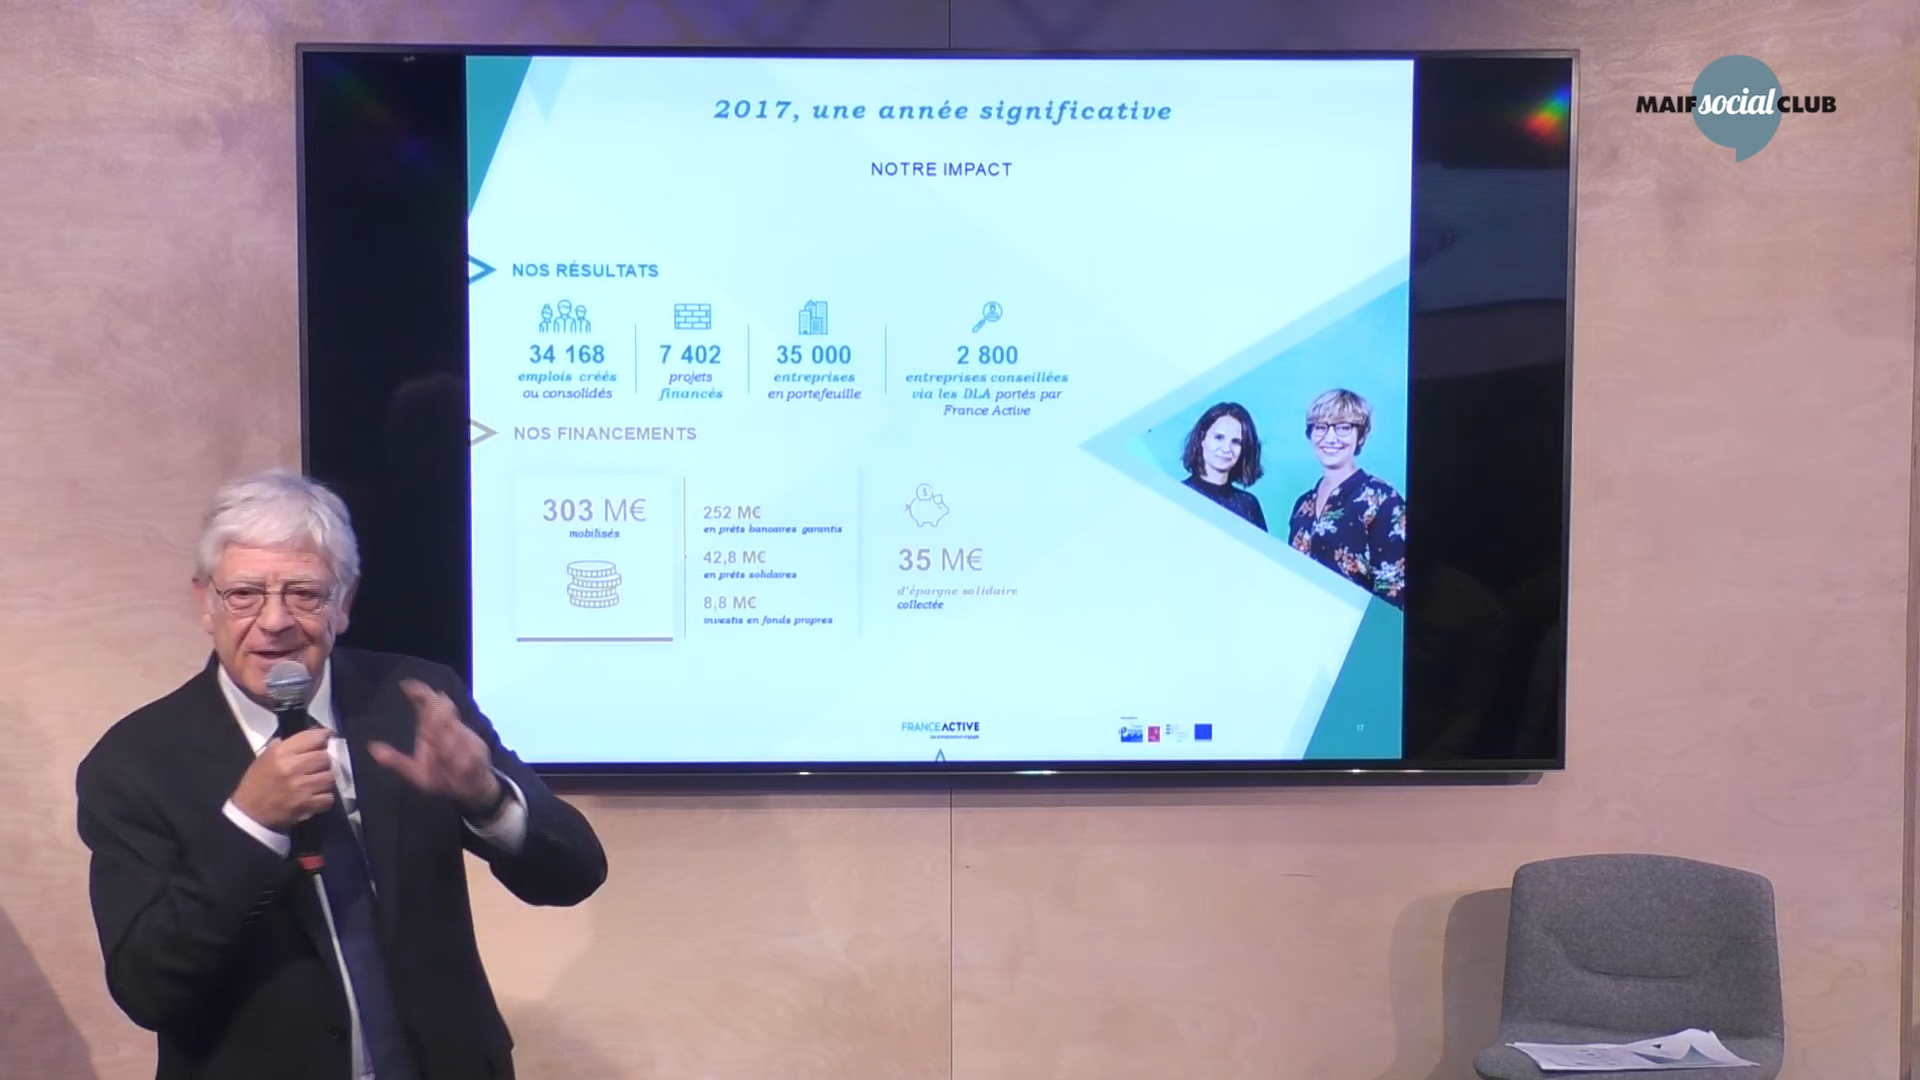 MAIF social CLUB
2017, une année significative
NOTRE IMPACT
NOS RÉSULTATS
34 168
emplois créés
ou consolidés
7 402
projets
financés
35 000
entreprises
en portefeuille
2 800
entreprises conseillées
via les DLA portés par
France Active
NOS FINANCEMENTS
303 M€
mobilisés
252 M€
en prêts bancaires garantis
42,8 M€
en prêts solidaires
8,8 M€
investis en fonds propres
35 M€
d'épargne solidaire
collectée
FRANCE ACTIVE
17